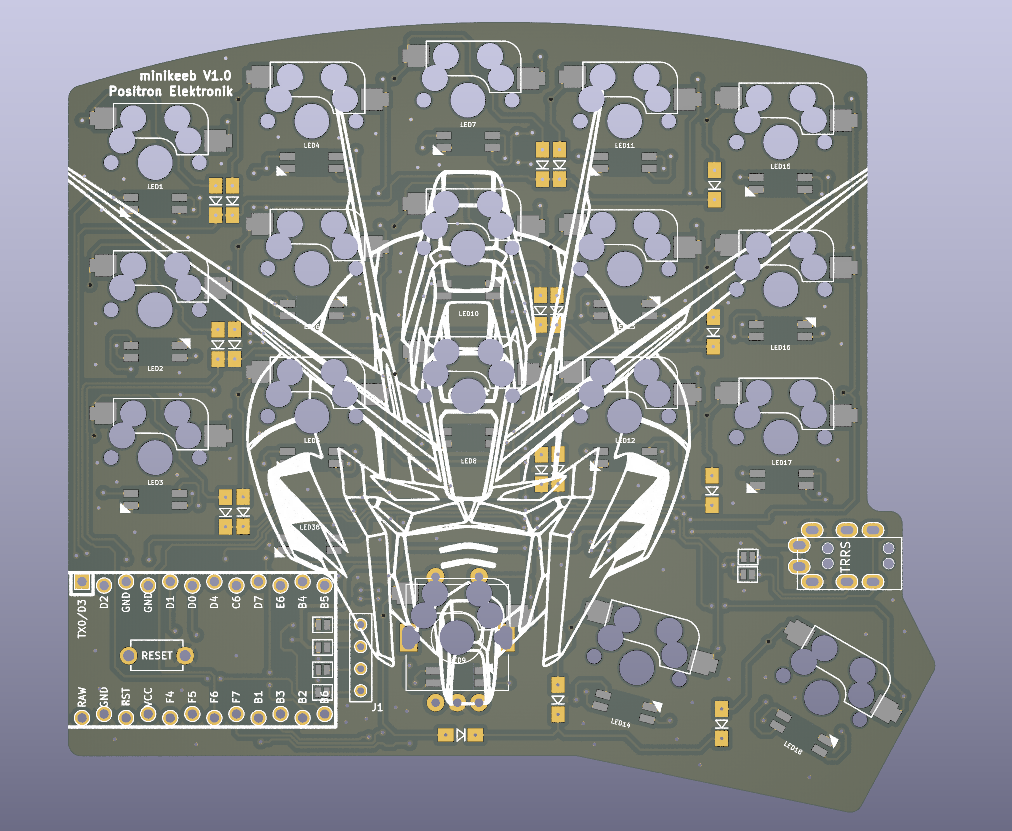 minikeeb V1.0
Positron Elektronik
LED7
LED4
LED11
LED15
LED1
LED10
LED16
LED2
LED5
LED12
LED8
LED17
LED3
LED36
TRRS
TX0/D3
D2
GND
GND
D1
D0
D4
C6
D7
E6
B4
B5
RESET
RAW
GND
RST
VCC
F4
F5
F6
F7
B1
B3
B2
B6
J1
LED9
LED14
LED18